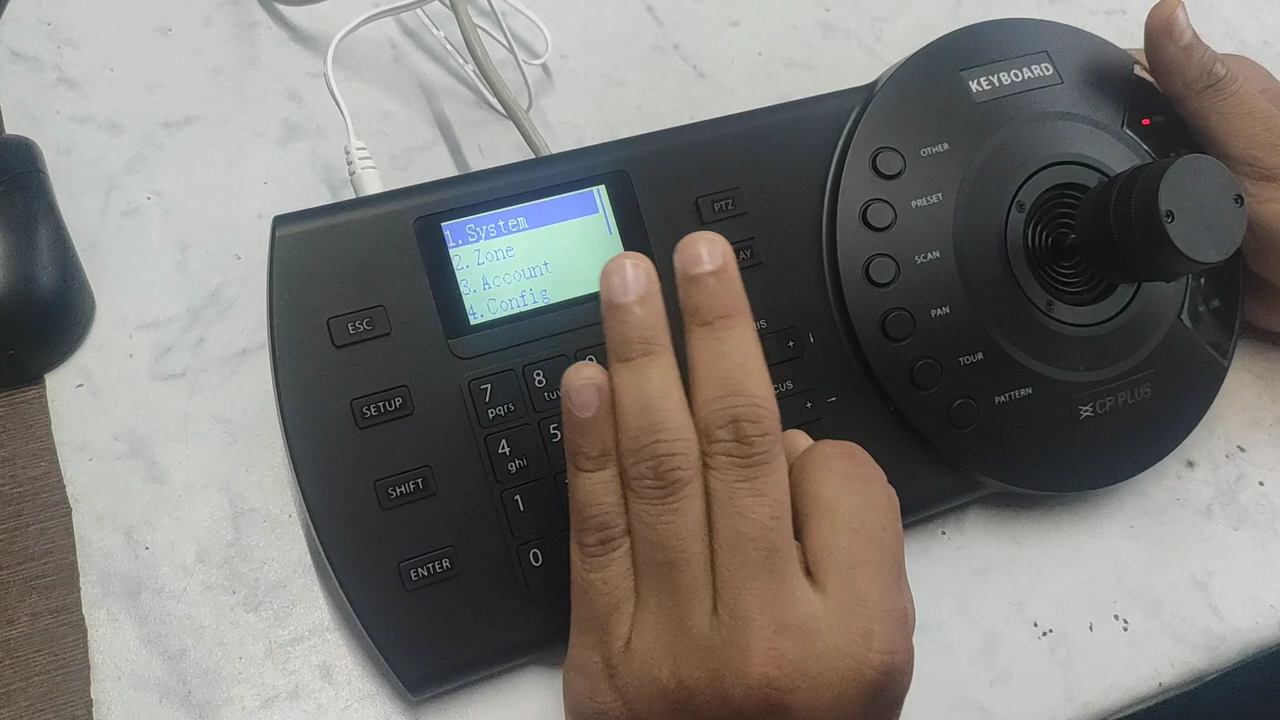 KEYBOARD
OTHER
PRESET
SCAN
PAN
TOUR
PATTERN
CP PLUS
PTZ
1.System
2.Zone
3.Account
4.Config
ESC
SETUP
SHIFT
ENTER
7 pqrs
8
4 ghi
5
1
0
+
+ -